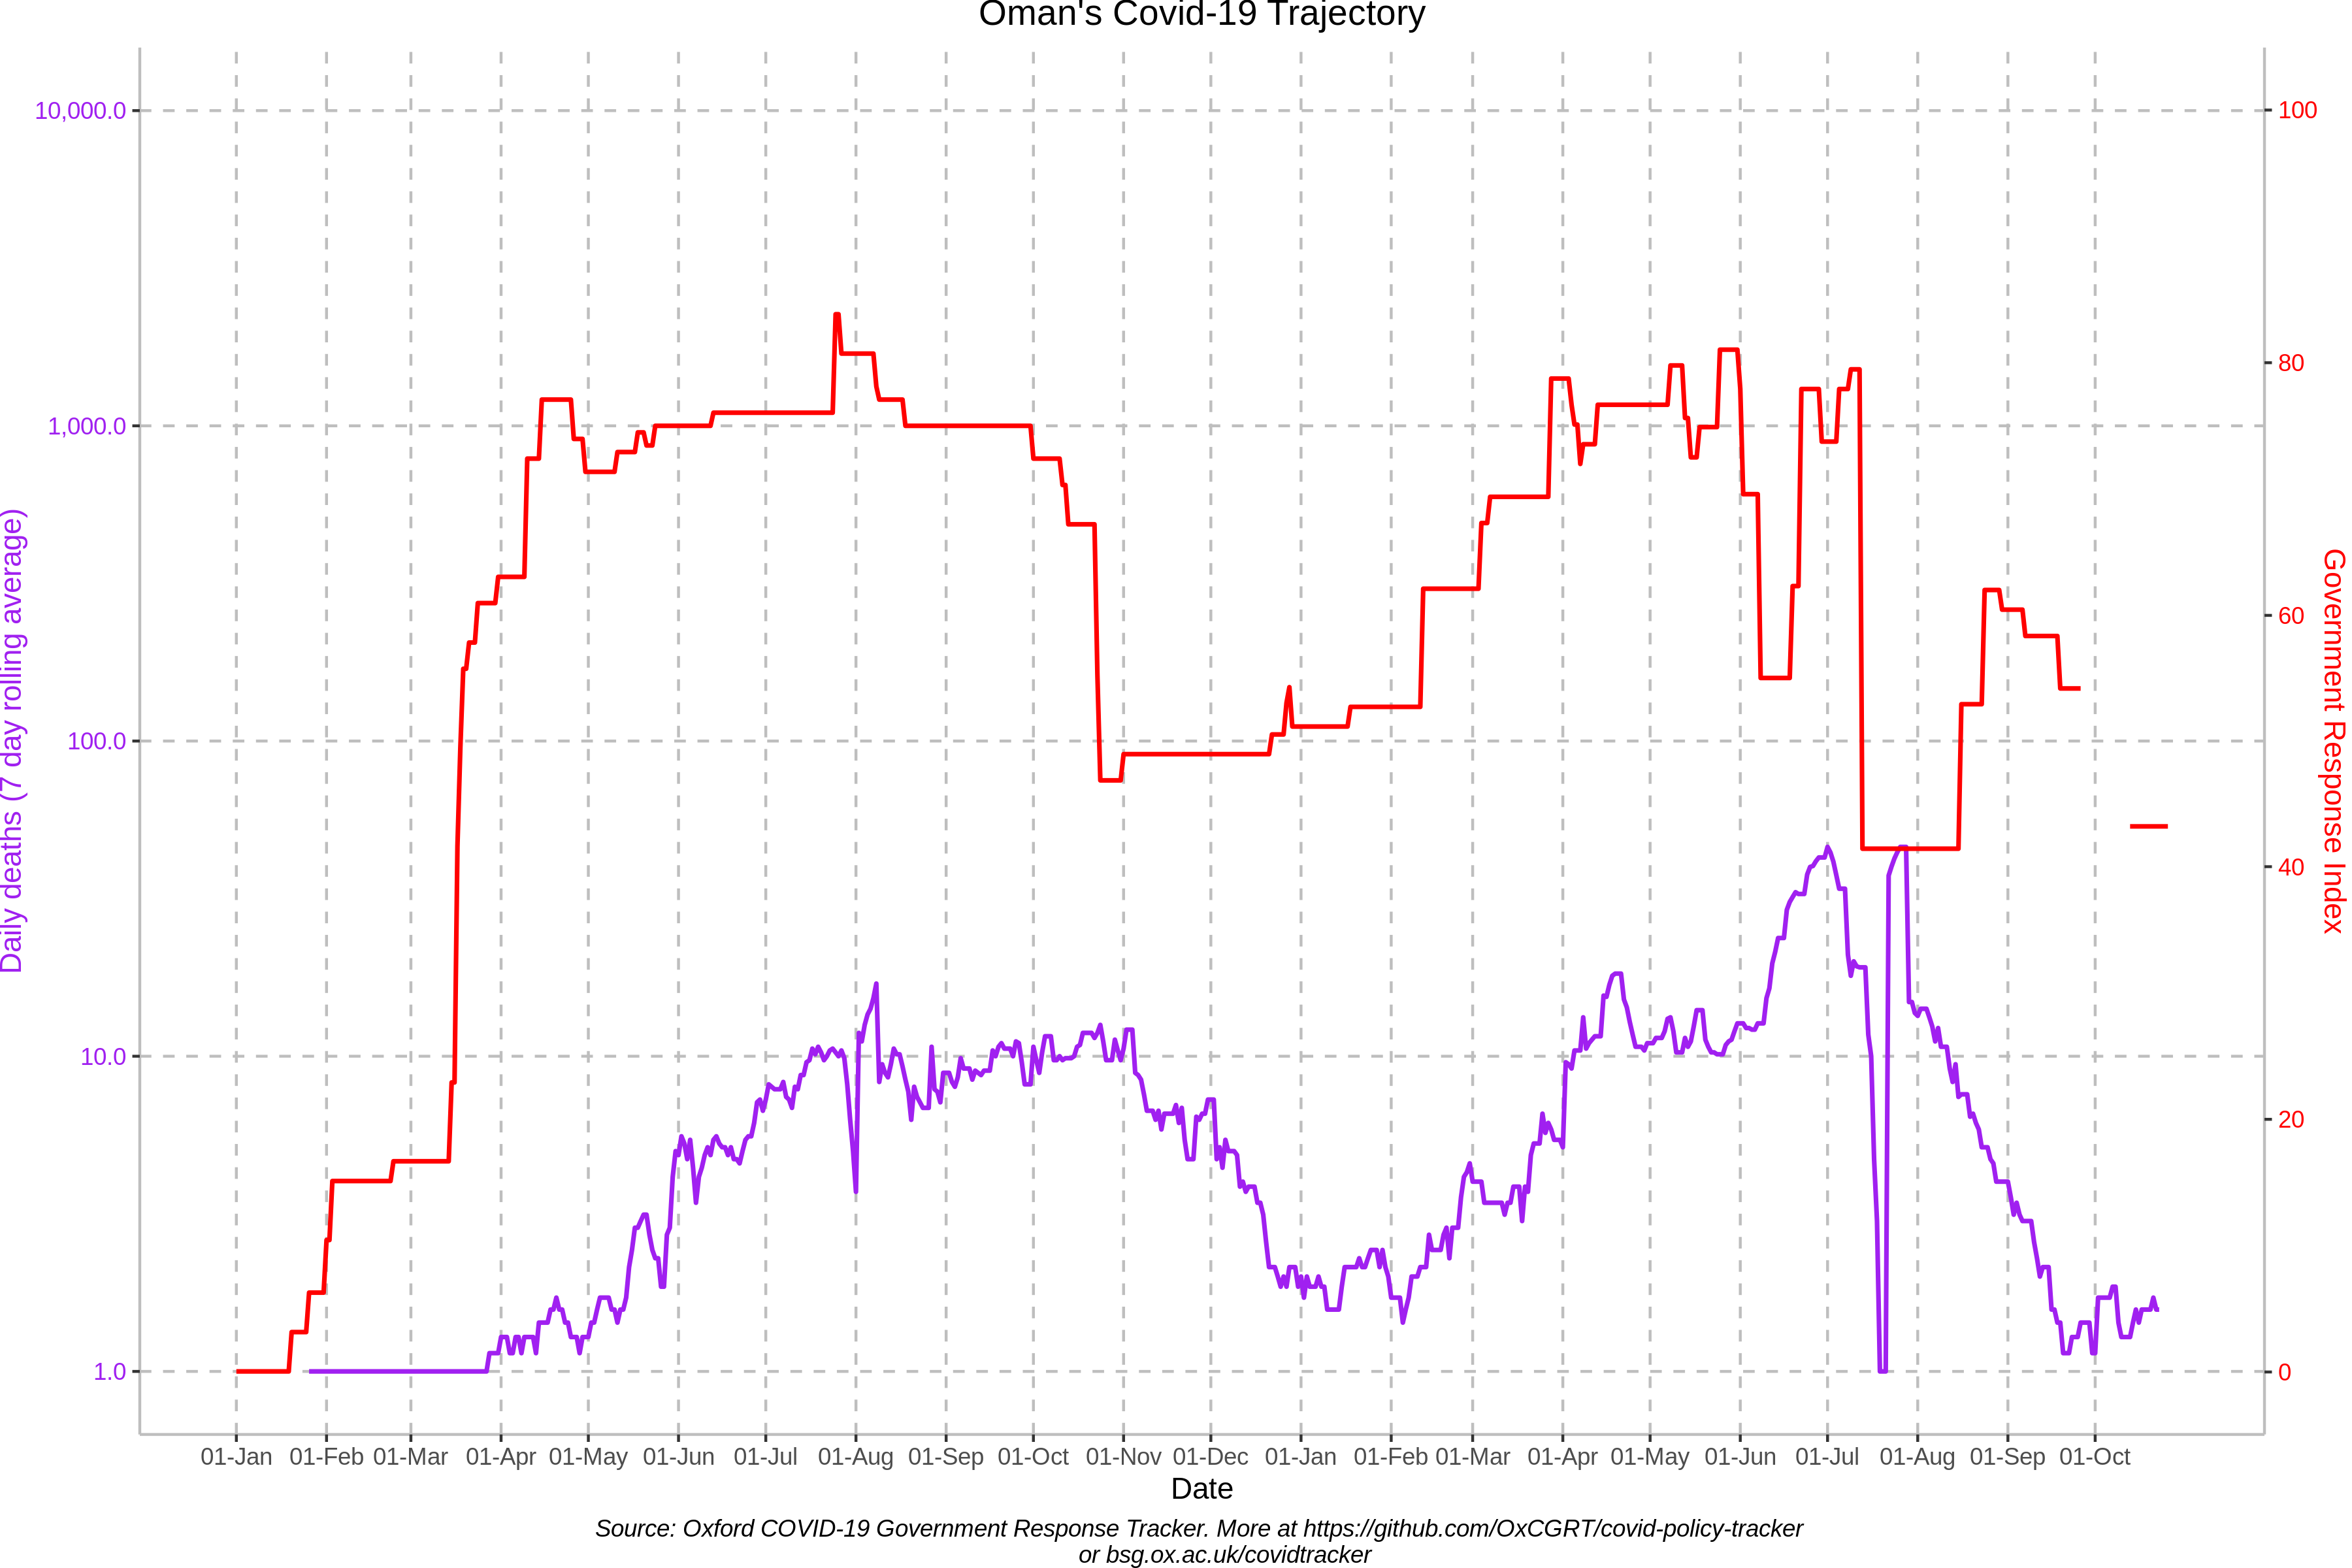 Oman's Covid-19 Trajectory
10,000.0
1,000.0
100.0
10.0
1.0
Daily deaths (7 day rolling average)
100
80
60
40
20
0
Government Response Index
01-Jan 01-Feb 01-Mar 01-Apr 01-May 01-Jun 01-Jul 01-Aug 01-Sep 01-Oct 01-Nov 01-Dec 01-Jan 01-Feb 01-Mar 01-Apr 01-May 01-Jun 01-Jul 01-Aug 01-Sep 01-Oct
Date
Source: Oxford COVID-19 Government Response Tracker. More at https://github.com/OxCGRT/covid-policy-tracker
or bsg.ox.ac.uk/covidtracker